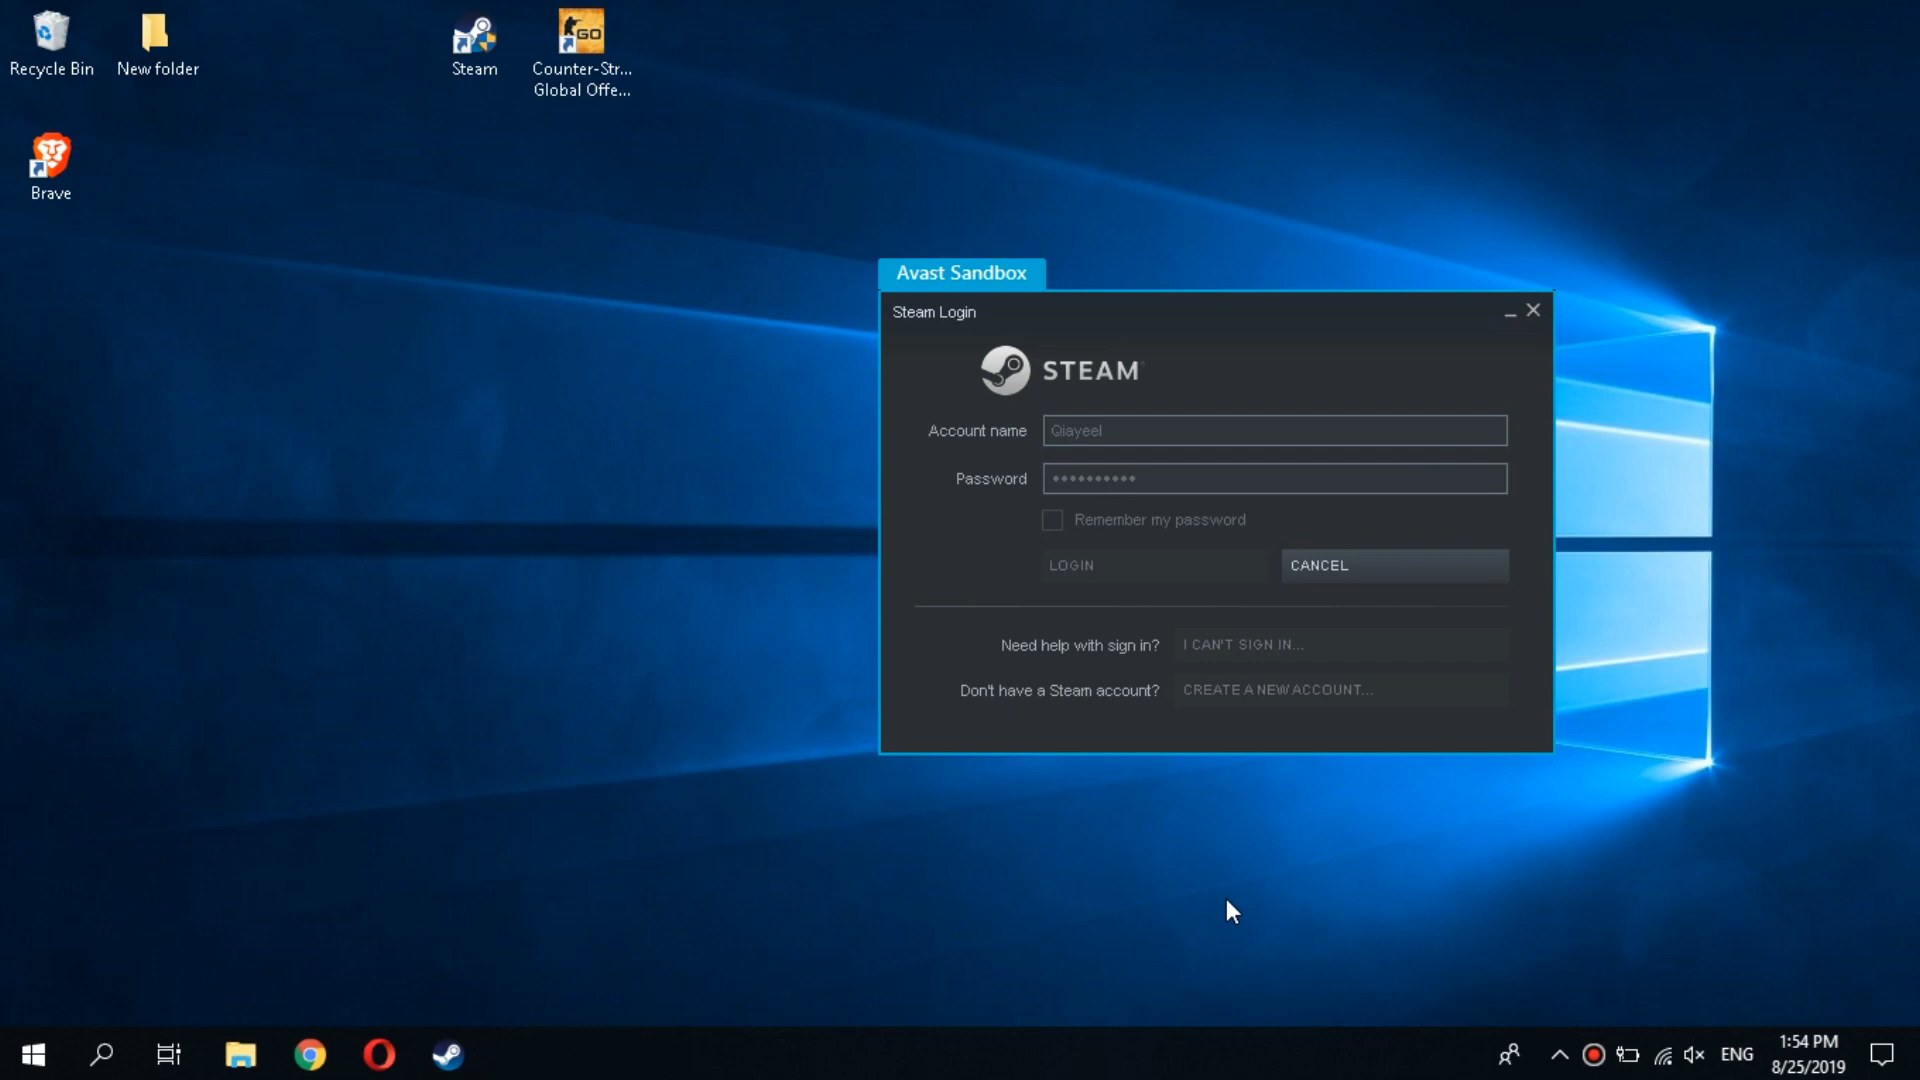 Recycle Bin
New folder
Steam
GO
Counter-Str...
Global Offe...
Brave
Avast Sandbox
Steam Login
STEAM
Account name
Qiayeel
Password
Remember my password
LOGIN
CANCEL
Need help with sign in?
I CAN'T SIGN IN...
Don't have a Steam account?
CREATE A NEW ACCOUNT...
ENG
1:54 PM
8/25/2019